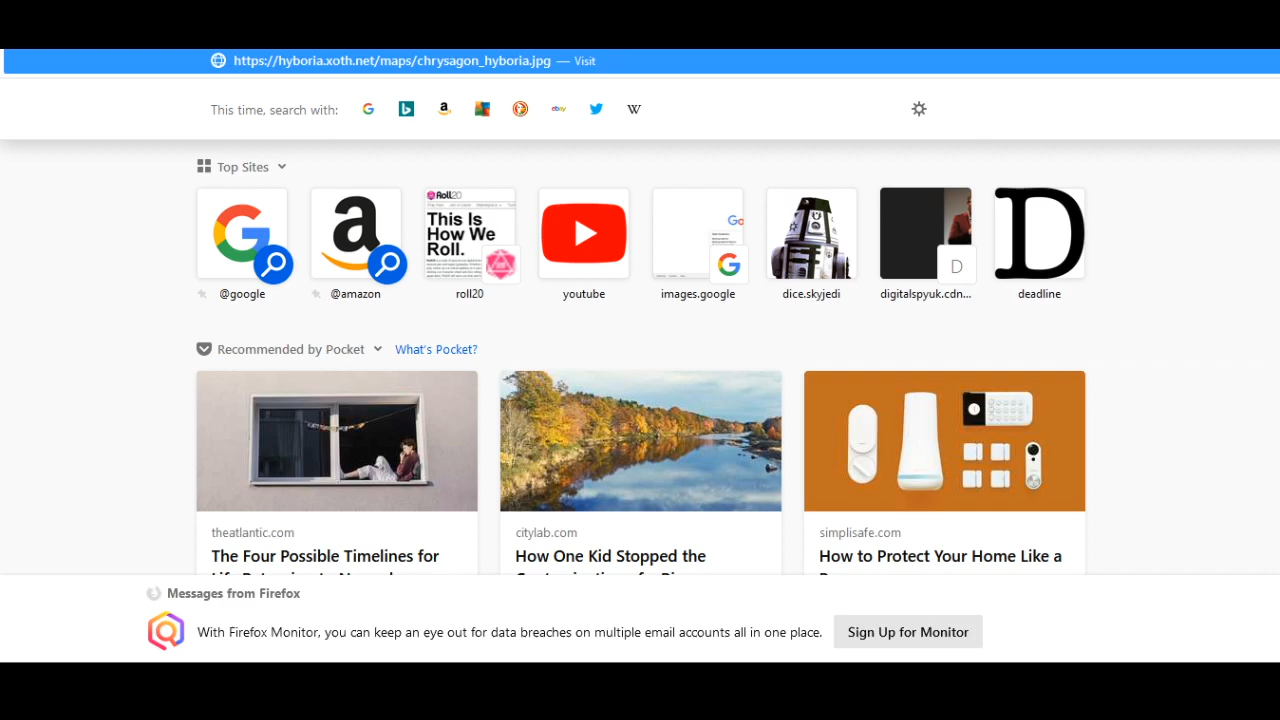 https://hyboria.xoth.net/maps/chrysagon_hyboria.jpg — Visit
This time, search with:
Top Sites
Roll20
This Is
How We
Roll.
D
@google
@amazon
roll20
youtube
images.google
dice.skyjedi
digitalspyuk.cdn...
deadline
Recommended by Pocket
What's Pocket?
theatlantic.com
citylab.com
simplisafe.com
The Four Possible Timelines for
How One Kid Stopped the
How to Protect Your Home Like a
Messages from Firefox
With Firefox Monitor, you can keep an eye out for data breaches on multiple email accounts all in one place.
Sign Up for Monitor